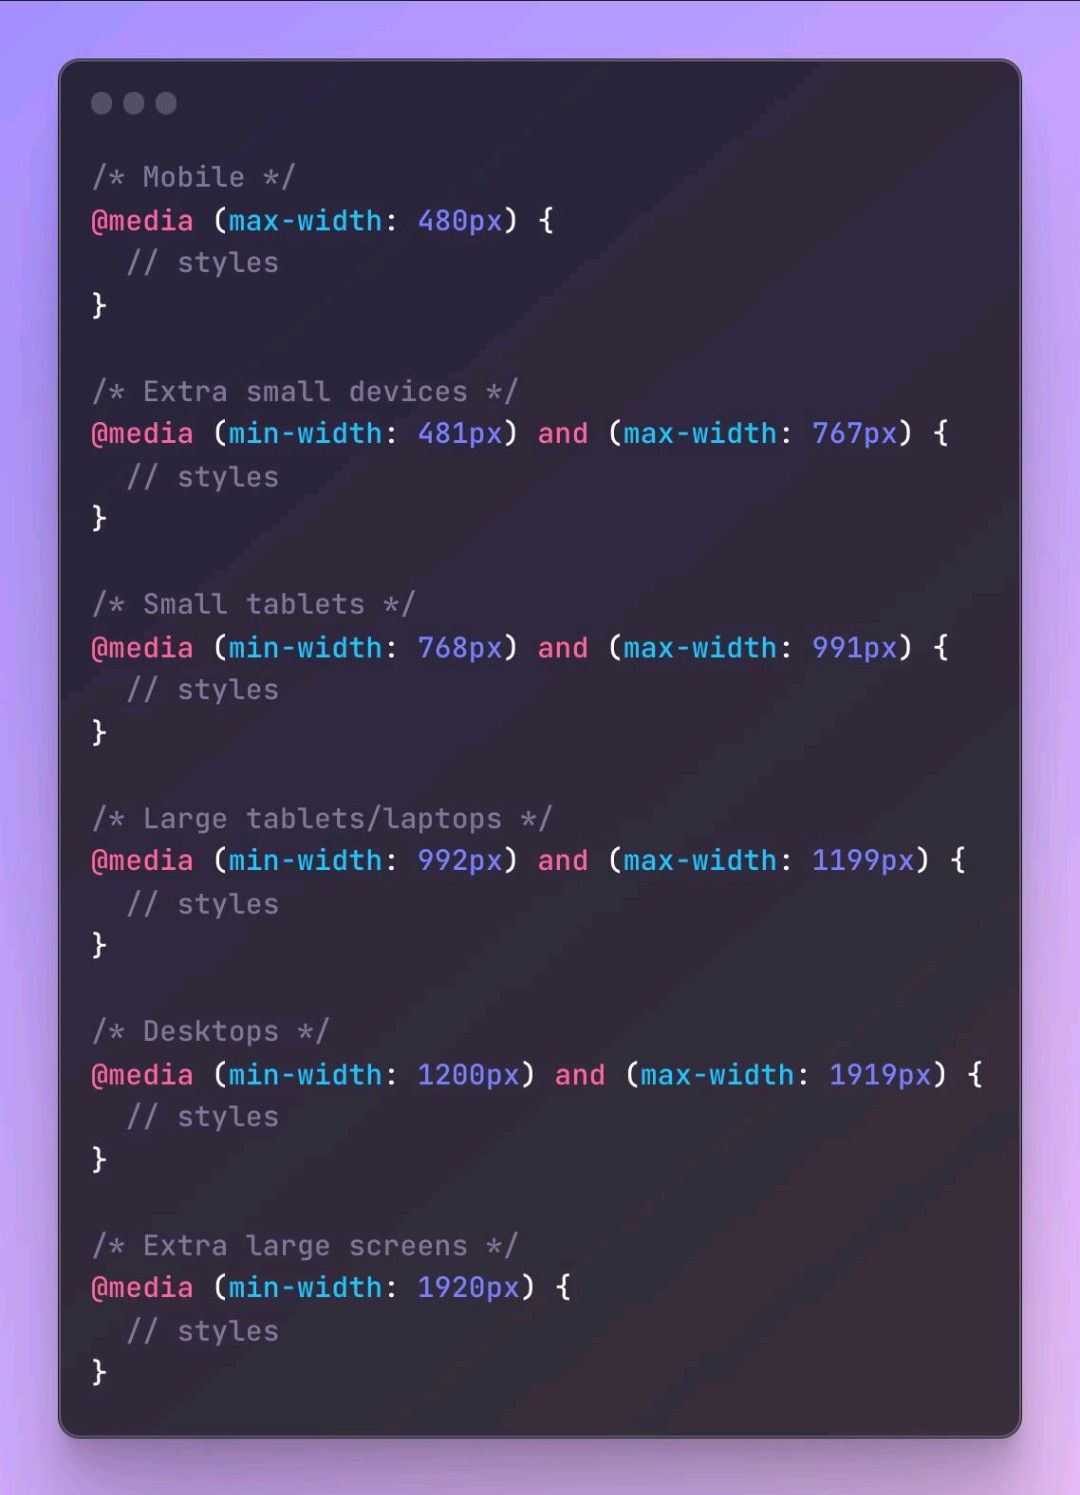 /* Mobile */
@media (max-width: 480px) {
  // styles
}

/* Extra small devices */
@media (min-width: 481px) and (max-width: 767px) {
  // styles
}

/* Small tablets */
@media (min-width: 768px) and (max-width: 991px) {
  // styles
}

/* Large tablets/laptops */
@media (min-width: 992px) and (max-width: 1199px) {
  // styles
}

/* Desktops */
@media (min-width: 1200px) and (max-width: 1919px) {
  // styles
}

/* Extra large screens */
@media (min-width: 1920px) {
  // styles
}